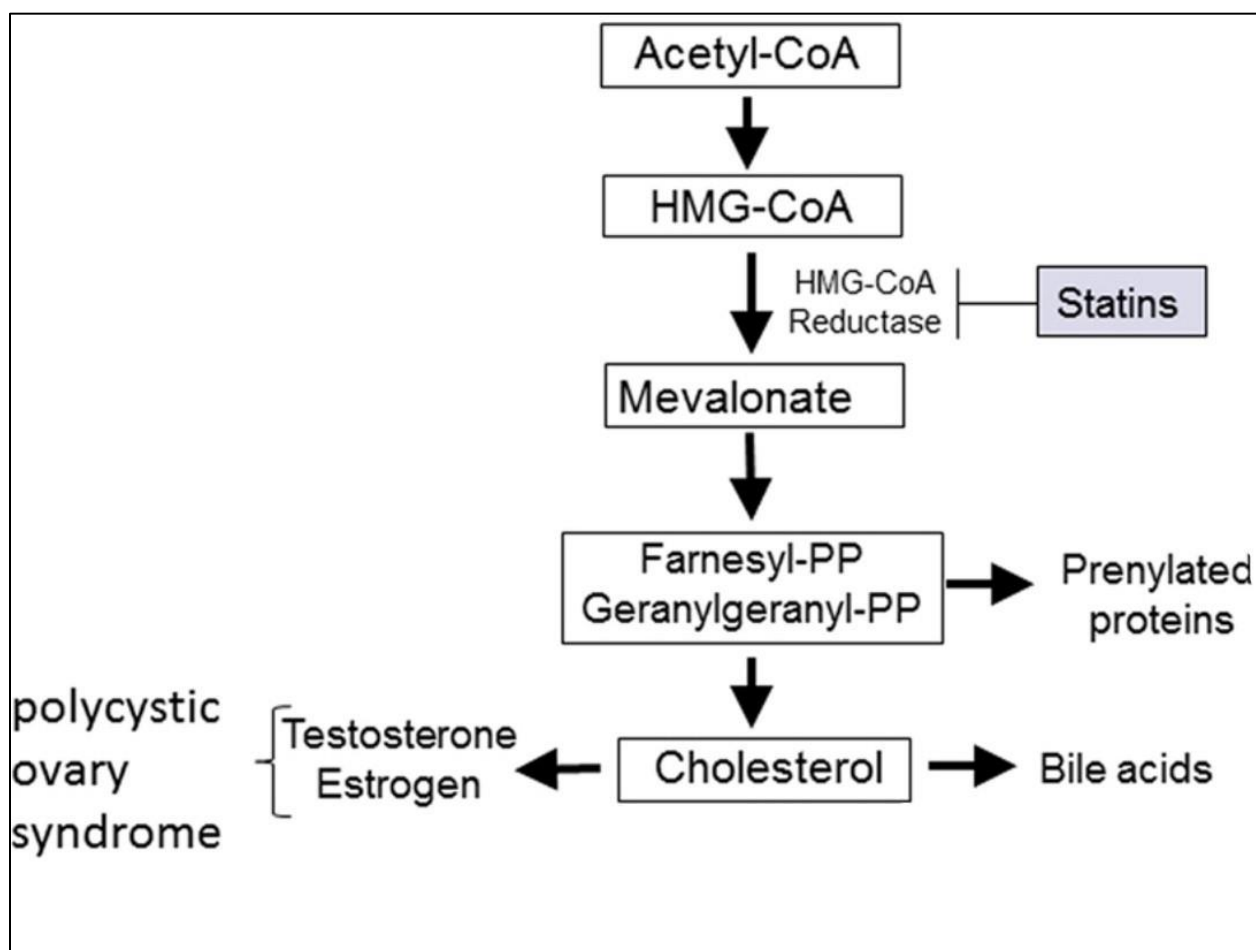 Acetyl-CoA
HMG-CoA
HMG-CoA
Reductase
Statins
Mevalonate
Farnesyl-PP
Geranylgeranyl-PP
Prenylated
proteins
polycystic
ovary
syndrome
Testosterone
Estrogen
Cholesterol
Bile acids